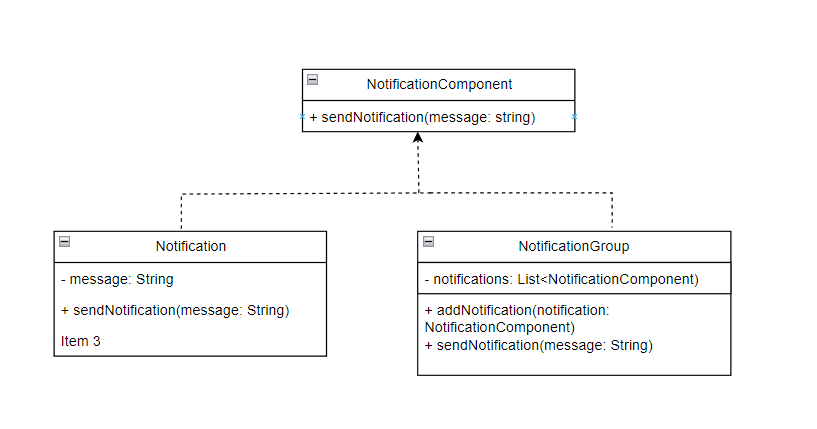 NotificationComponent
+ sendNotification(message: string)
Notification
- message: String
+ sendNotification(message: String)
Item 3
NotificationGroup
- notifications: List<NotificationComponent)
+ addNotification(notification:
NotificationComponent)
+ sendNotification(message: String)